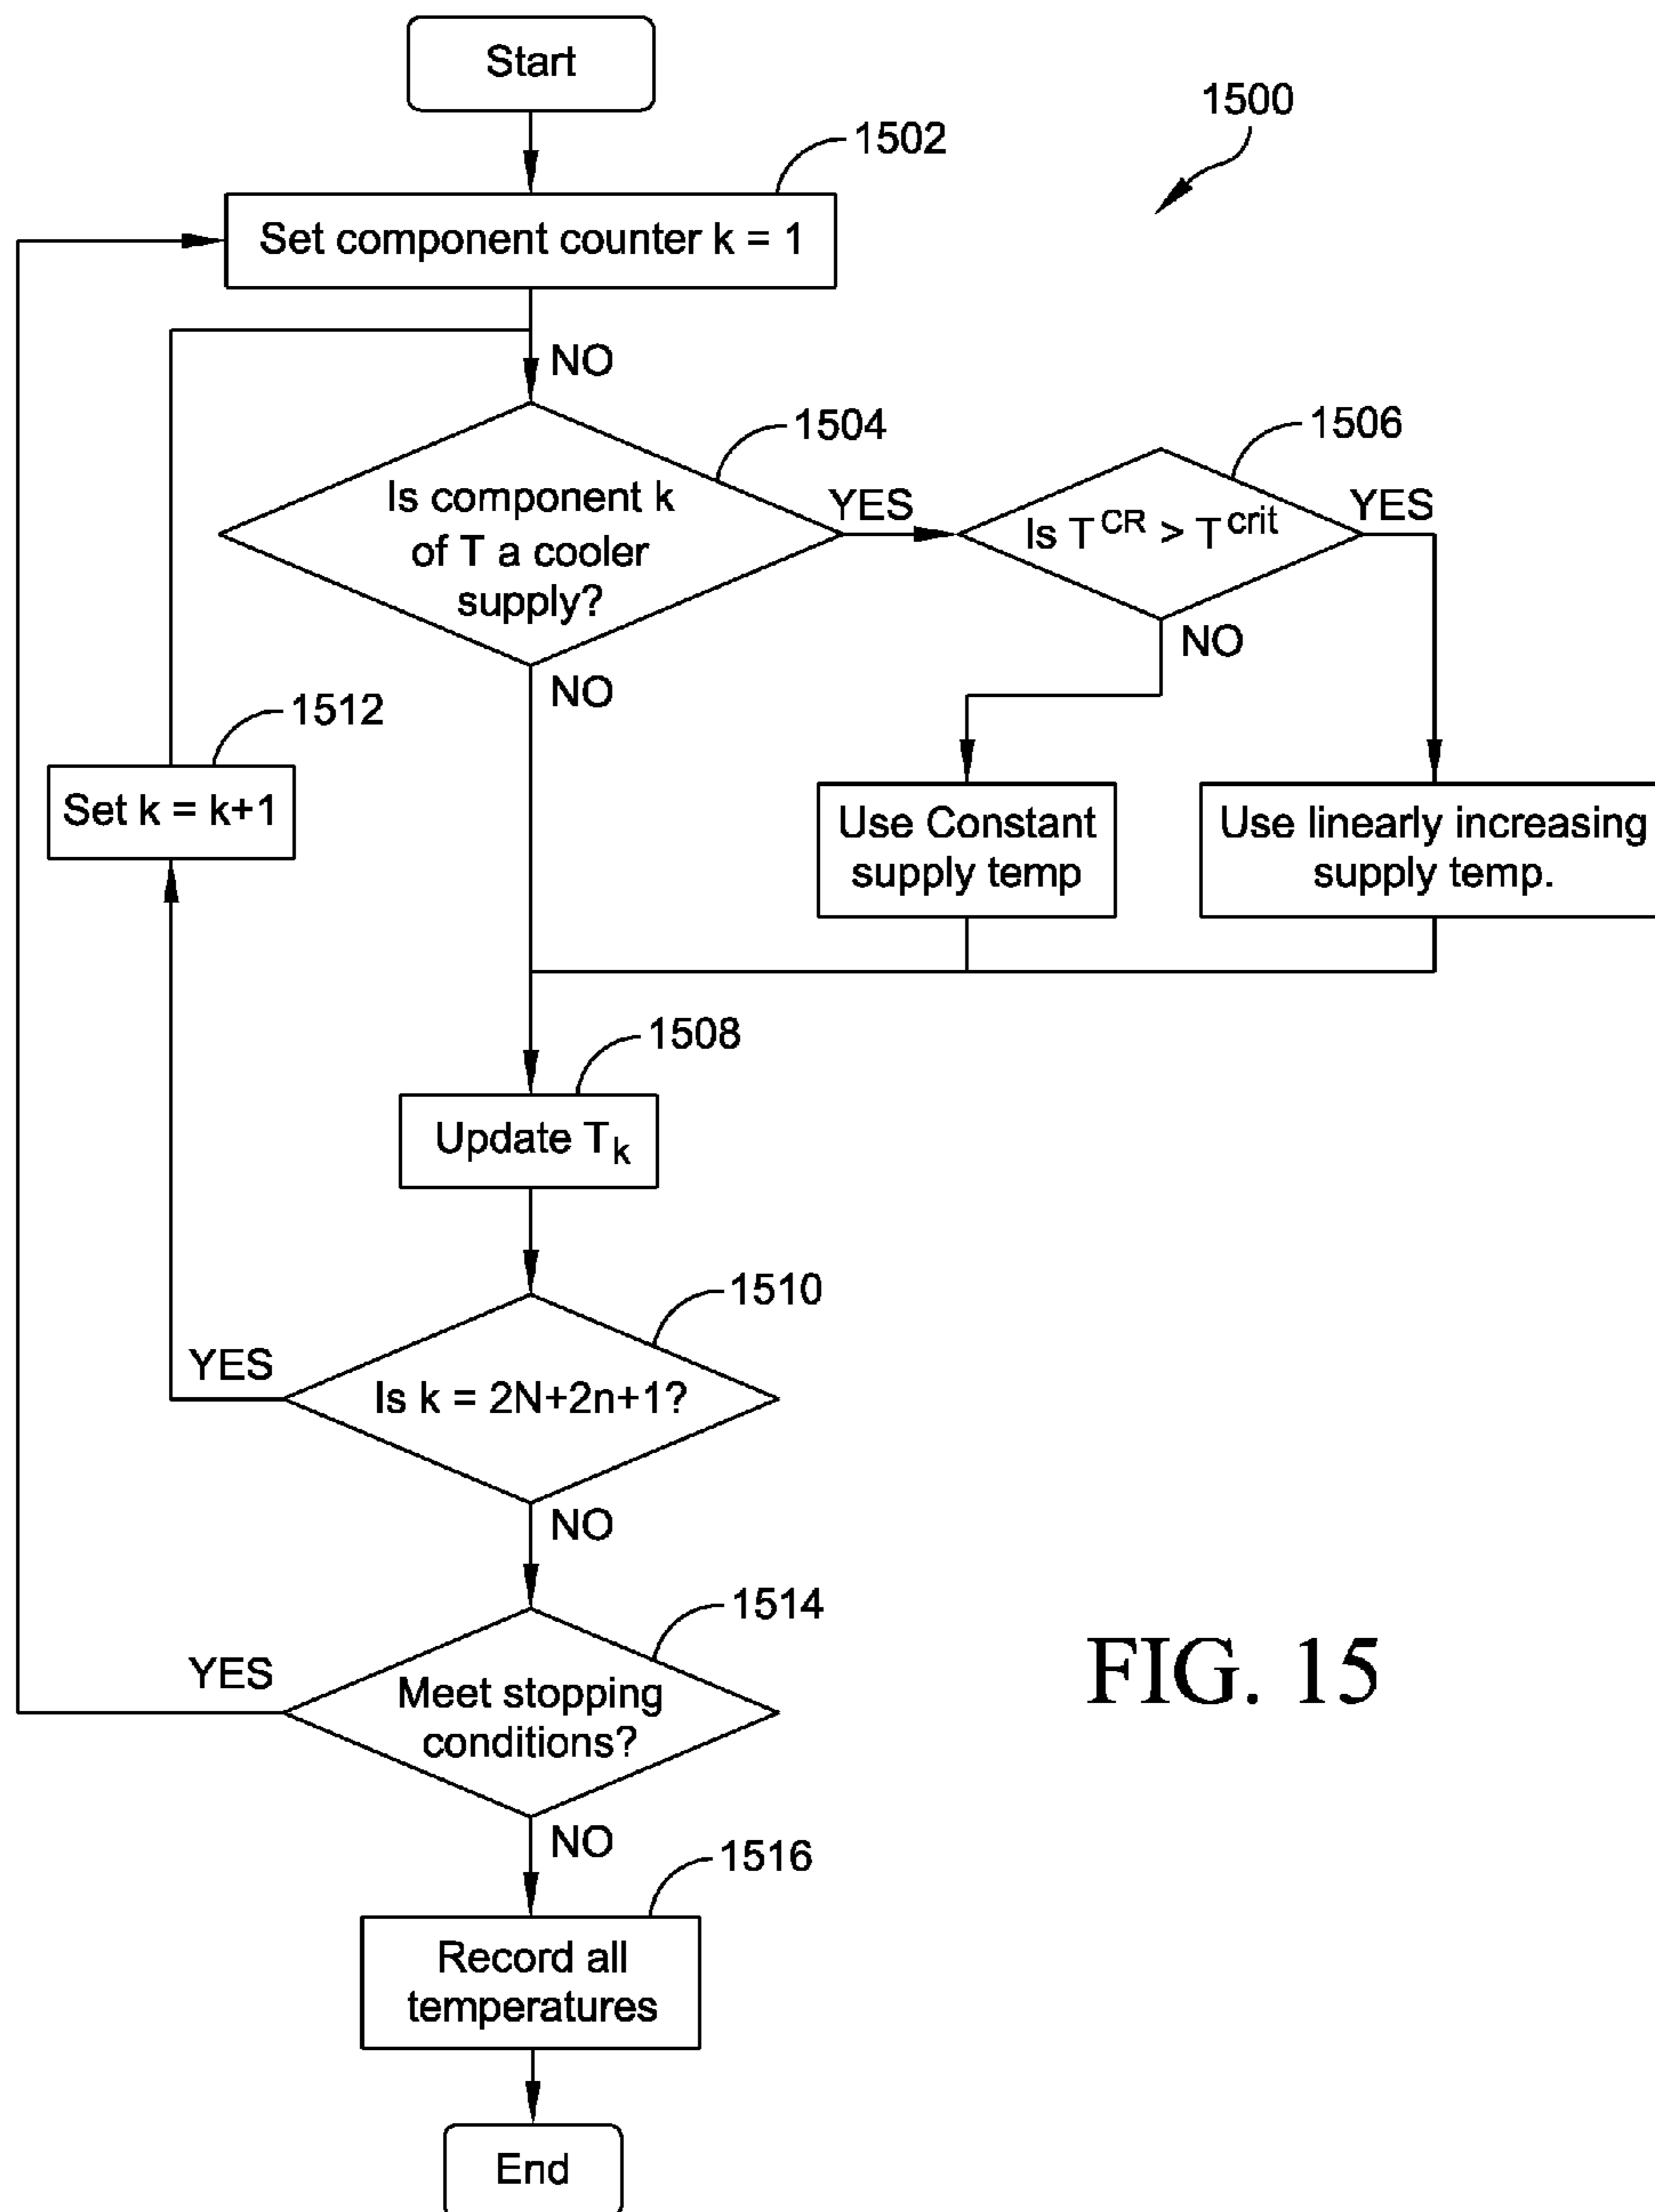 Start
1500
1502
Set component counter k = 1
NO
1504
Is component k
of T a cooler
supply?
YES
1506
Is T^CR > T^crit
YES
NO
NO
1512
Set k = k+1
Use Constant
supply temp
Use linearly increasing
supply temp.
1508
Update T_k
1510
YES
Is k = 2N+2n+1?
NO
1514
YES
Meet stopping
conditions?
FIG. 15
NO
1516
Record all
temperatures
End